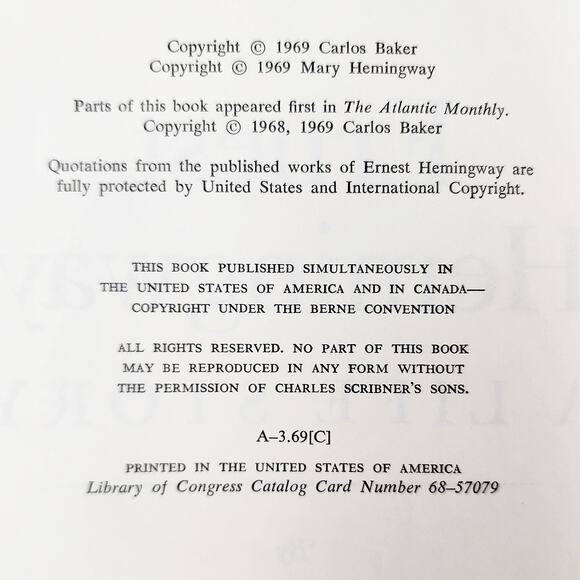 Copyright © 1969 Carlos Baker
Copyright © 1969 Mary Hemingway
Parts of this book appeared first in The Atlantic Monthly.
Copyright © 1968, 1969 Carlos Baker
Quotations from the published works of Ernest Hemingway are
fully protected by United States and International Copyright.
THIS BOOK PUBLISHED SIMULTANEOUSLY IN
THE UNITED STATES OF AMERICA AND IN CANADA—
COPYRIGHT UNDER THE BERNE CONVENTION
ALL RIGHTS RESERVED. NO PART OF THIS BOOK
MAY BE REPRODUCED IN ANY FORM WITHOUT
THE PERMISSION OF CHARLES SCRIBNER'S SONS.
A–3.69[C]
PRINTED IN THE UNITED STATES OF AMERICA
Library of Congress Catalog Card Number 68–57079